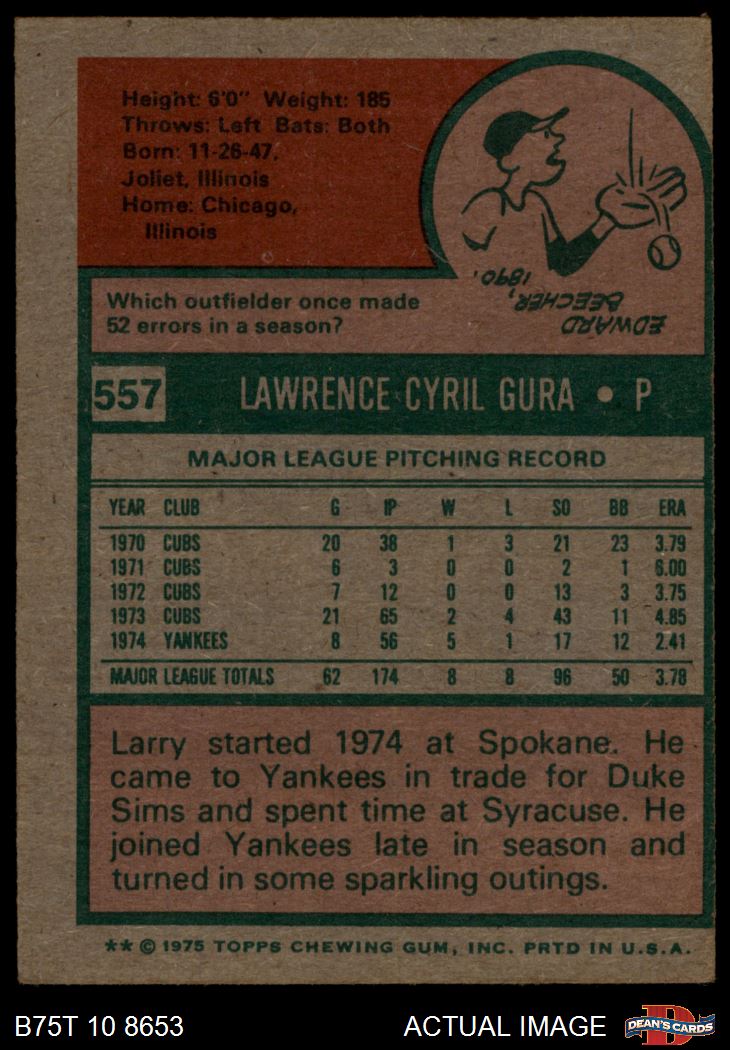 Height: 6'0" Weight: 185
Throws: Left Bats: Both
Born: 11-26-47,
Joliet, Illinois
Home: Chicago,
Illinois
Which outfielder once made
52 errors in a season?
EDWARD
BEECHER,
1890.
557 LAWRENCE CYRIL GURA • P
MAJOR LEAGUE PITCHING RECORD
YEAR CLUB G IP W L SO BB ERA
1970 CUBS 20 38 1 3 21 23 3.79
1971 CUBS 6 3 0 0 2 1 6.00
1972 CUBS 7 12 0 0 13 3 3.75
1973 CUBS 21 65 2 4 43 11 4.85
1974 YANKEES 8 56 5 1 17 12 2.41
MAJOR LEAGUE TOTALS 62 174 8 8 96 50 3.78
Larry started 1974 at Spokane. He
came to Yankees in trade for Duke
Sims and spent time at Syracuse. He
joined Yankees late in season and
turned in some sparkling outings.
** © 1975 TOPPS CHEWING GUM, INC. PRTD IN U.S.A.
B75T 10 8653 ACTUAL IMAGE
D
DEAN'S CARDS